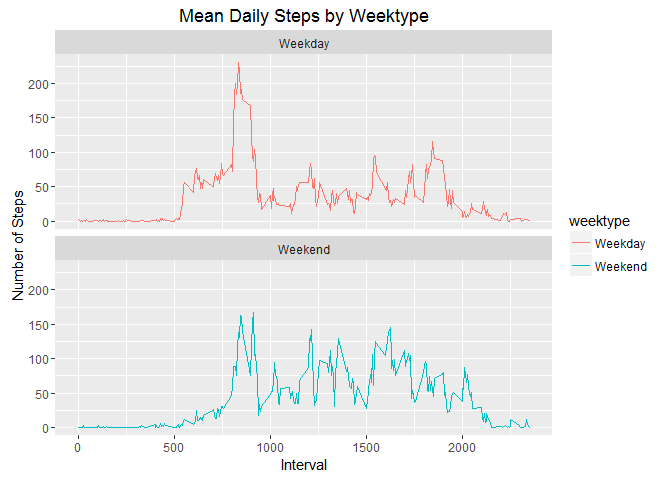 Mean Daily Steps by Weektype
Weekday
200
150
100
50
0
Number of Steps
Weekend
200
150
100
50
0
0 500 1000 1500 2000
Interval
weektype
Weekday
Weekend